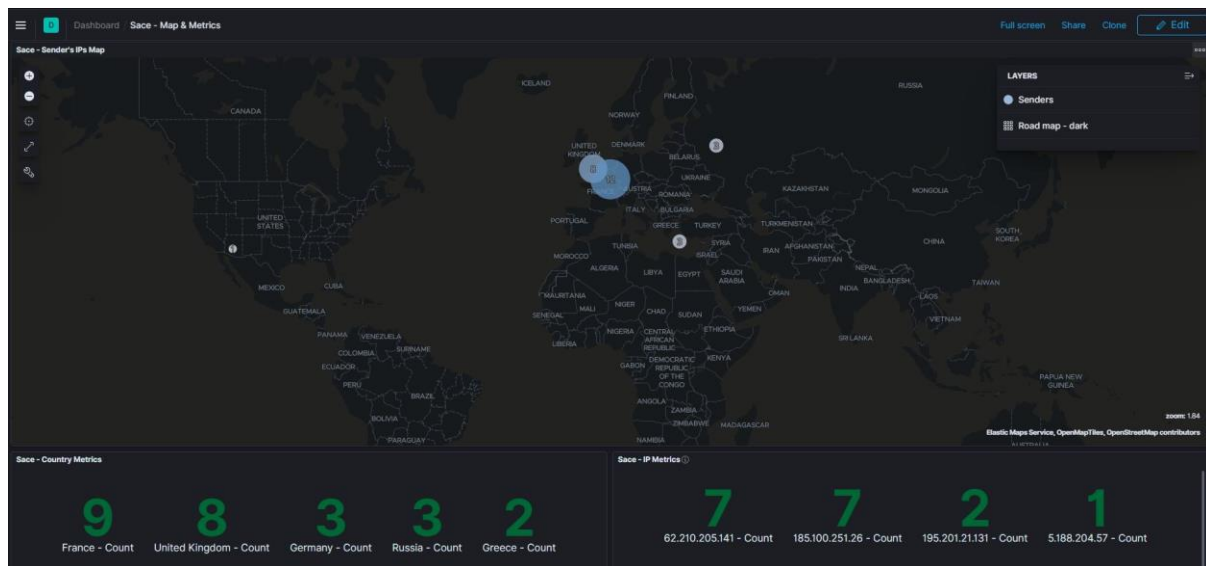 D Dashboard / Sace - Map & Metrics Full screen Share Clone Edit
Sace - Sender's IPs Map
LAYERS
Senders
Road map - dark
ICELAND
RUSSIA
FINLAND
CANADA
NORWAY
UNITED KINGDOM
DENMARK
3
BELARUS
8
12
UKRAINE
FRANCE
AUSTRIA
ROMANIA
KAZAKHSTAN
MONGOLIA
ITALY
BULGARIA
UNITED STATES
PORTUGAL
GREECE
TURKEY
TURKMENISTAN
SOUTH KOREA
1
TUNISIA
3
SYRIA
IRAN
AFGHANISTAN
CHINA
MOROCCO
ISRAEL
PAKISTAN
ALGERIA
LIBYA
EGYPT
SAUDI ARABIA
NEPAL
BANGLADESH
MEXICO
CUBA
OMAN
INDIA
TAIWAN
MAURITANIA
LAOS
GUATEMALA
MALI
NIGER
CHAD
SUDAN
YEMEN
SENEGAL
VIETNAM
PANAMA
VENEZUELA
LIBERIA
NIGERIA
CENTRAL AFRICAN REPUBLIC
ETHIOPIA
SRI LANKA
COLOMBIA
SURINAME
ECUADOR
GABON
DEMOCRATIC REPUBLIC OF THE CONGO
KENYA
PERU
BRAZIL
PAPUA NEW GUINEA
ANGOLA
ZAMBIA
BOLIVIA
ZIMBABWE
MADAGASCAR
zoom: 1.84
PARAGUAY
NAMIBIA
Elastic Maps Service, OpenMapTiles, OpenStreetMap contributors
AUSTRALIA
Sace - Country Metrics
9 8 3 3 2
France - Count United Kingdom - Count Germany - Count Russia - Count Greece - Count
Sace - IP Metrics
7 7 2 1
62.210.205.141 - Count 185.100.251.26 - Count 195.201.21.131 - Count 5.188.204.57 - Count